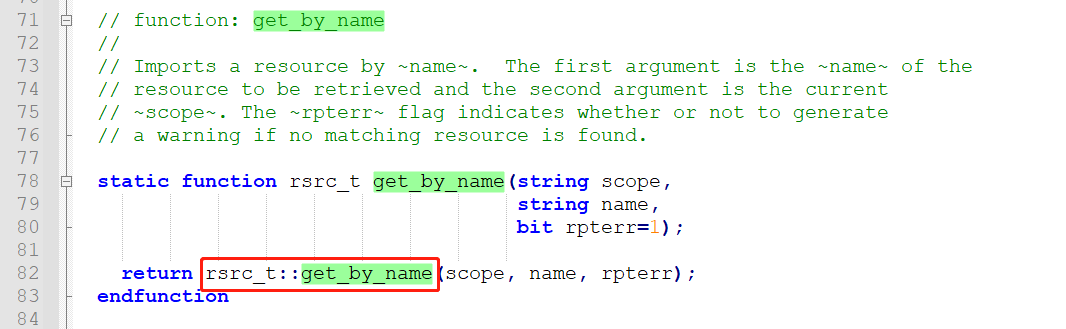 71 // function: get_by_name
72 //
73 // Imports a resource by ~name~.  The first argument is the ~name~ of the
74 // resource to be retrieved and the second argument is the current
75 // ~scope~. The ~rpterr~ flag indicates whether or not to generate
76 // a warning if no matching resource is found.
77
78 static function rsrc_t get_by_name(string scope,
79 string name,
80 bit rpterr=1);
81
82 return rsrc_t::get_by_name(scope, name, rpterr);
83 endfunction
84